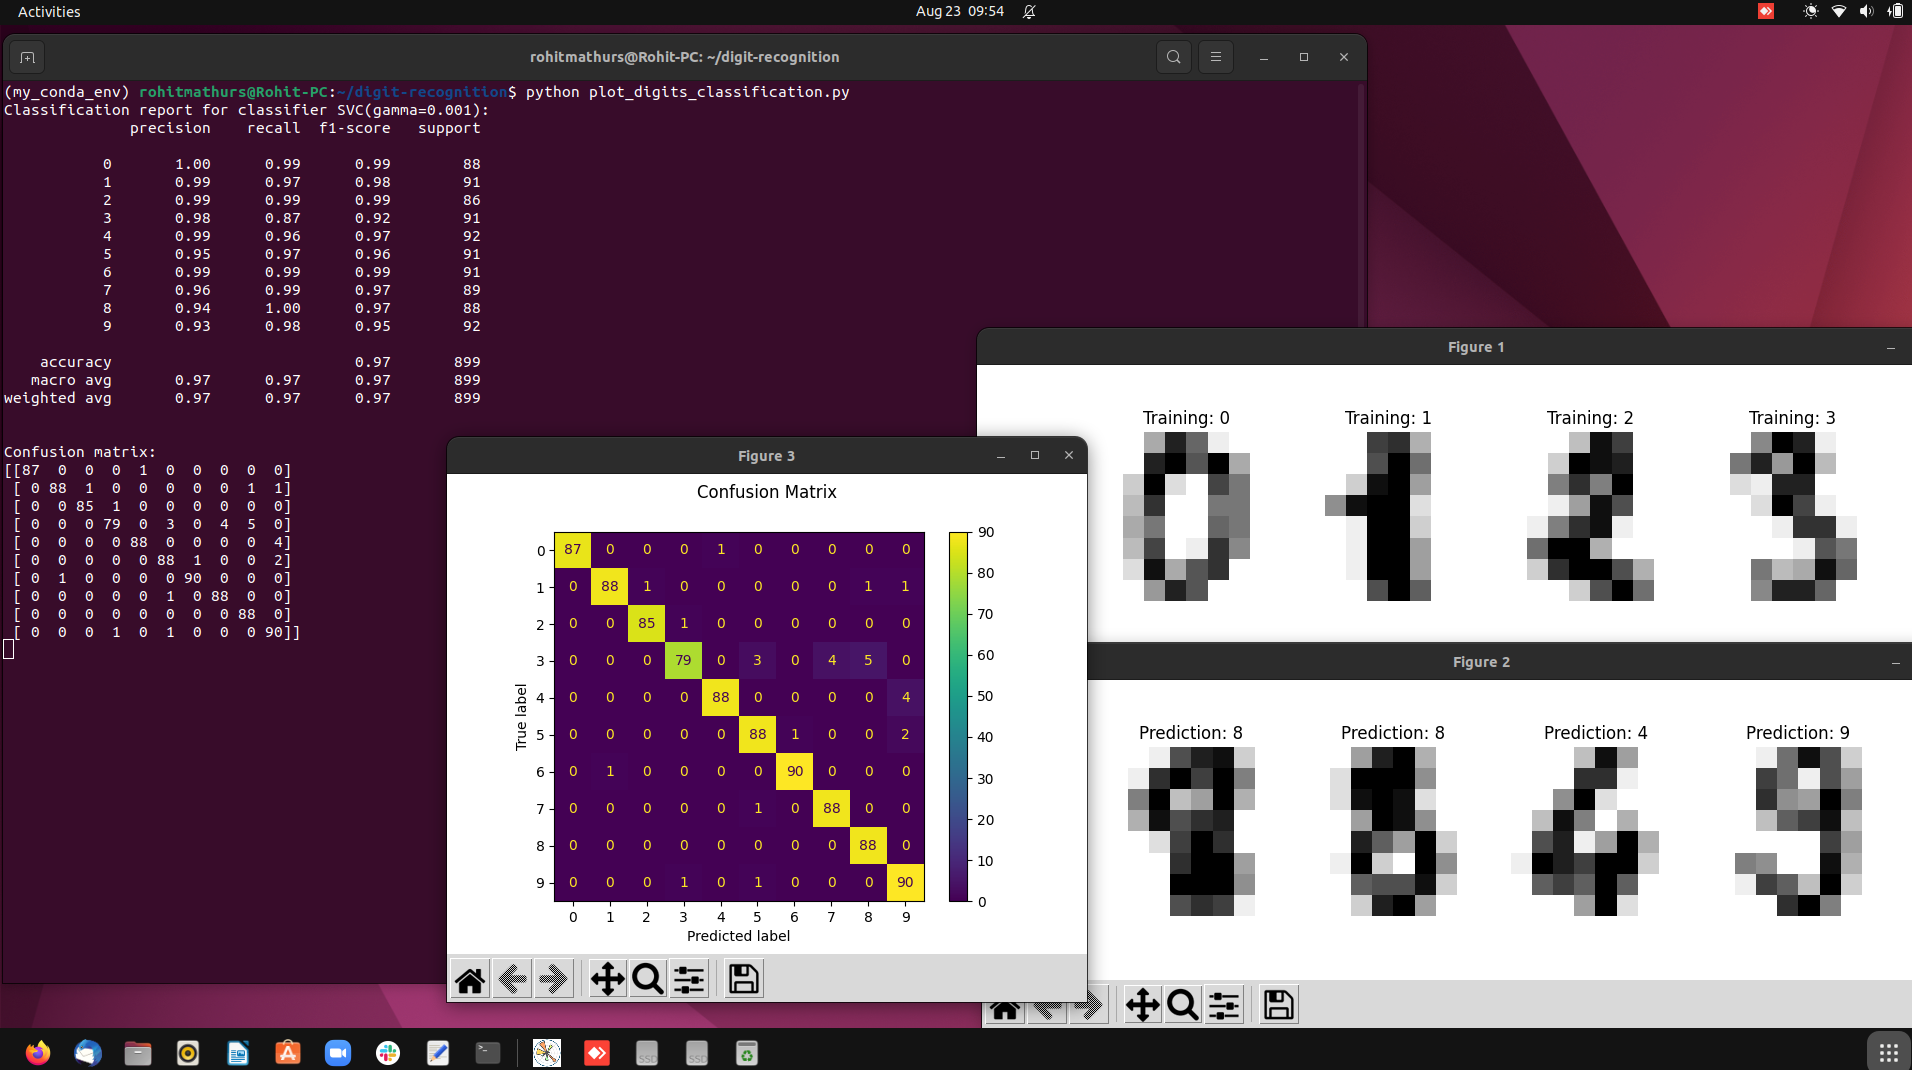 Activities
Aug 23 09:54
rohitmathurs@Rohit-PC: ~/digit-recognition
(my_conda_env) rohitmathurs@Rohit-PC:~/digit-recognition$ python plot_digits_classification.py
Classification report for classifier SVC(gamma=0.001):
precision recall f1-score support
0 1.00 0.99 0.99 88
1 0.99 0.97 0.98 91
2 0.99 0.99 0.99 86
3 0.98 0.87 0.92 91
4 0.99 0.96 0.97 92
5 0.95 0.97 0.96 91
6 0.99 0.99 0.99 91
7 0.96 0.99 0.97 89
8 0.94 1.00 0.97 88
9 0.93 0.98 0.95 92
accuracy 0.97 899
macro avg 0.97 0.97 0.97 899
weighted avg 0.97 0.97 0.97 899
Confusion matrix:
[[87 0 0 0 1 0 0 0 0 0]
[ 0 88 1 0 0 0 0 0 1 1]
[ 0 0 85 1 0 0 0 0 0 0]
[ 0 0 0 79 0 3 0 4 5 0]
[ 0 0 0 0 88 0 0 0 0 4]
[ 0 0 0 0 0 88 1 0 0 2]
[ 0 1 0 0 0 0 90 0 0 0]
[ 0 0 0 0 0 1 0 88 0 0]
[ 0 0 0 0 0 0 0 0 88 0]
[ 0 0 0 1 0 1 0 0 0 90]]
Figure 3
Confusion Matrix
True label
0 87 0 0 0 1 0 0 0 0 0
1 0 88 1 0 0 0 0 0 1 1
2 0 0 85 1 0 0 0 0 0 0
3 0 0 0 79 0 3 0 4 5 0
4 0 0 0 0 88 0 0 0 0 4
5 0 0 0 0 0 88 1 0 0 2
6 0 1 0 0 0 0 90 0 0 0
7 0 0 0 0 0 1 0 88 0 0
8 0 0 0 0 0 0 0 0 88 0
9 0 0 0 1 0 1 0 0 0 90
0 1 2 3 4 5 6 7 8 9
Predicted label
90
80
70
60
50
40
30
20
10
0
Figure 1
Training: 0 Training: 1 Training: 2 Training: 3
Figure 2
Prediction: 8 Prediction: 8 Prediction: 4 Prediction: 9
SSD
SSD